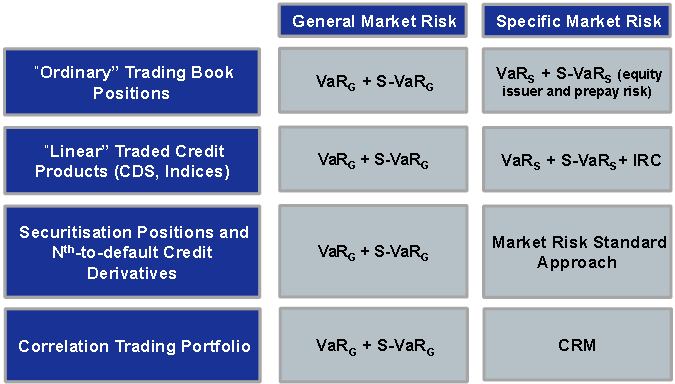 General Market Risk
Specific Market Risk
"Ordinary” Trading Book
Positions
VaRG + S-VaRG
VaRS + S-VaRS (equity
issuer and prepay risk)
"Linear” Traded Credit
Products (CDS, Indices)
VaRG + S-VaRG
VaRS + S-VaRS+ IRC
Securitisation Positions and
Nth-to-default Credit
Derivatives
VaRG + S-VaRG
Market Risk Standard
Approach
Correlation Trading Portfolio
VaRG + S-VaRG
CRM